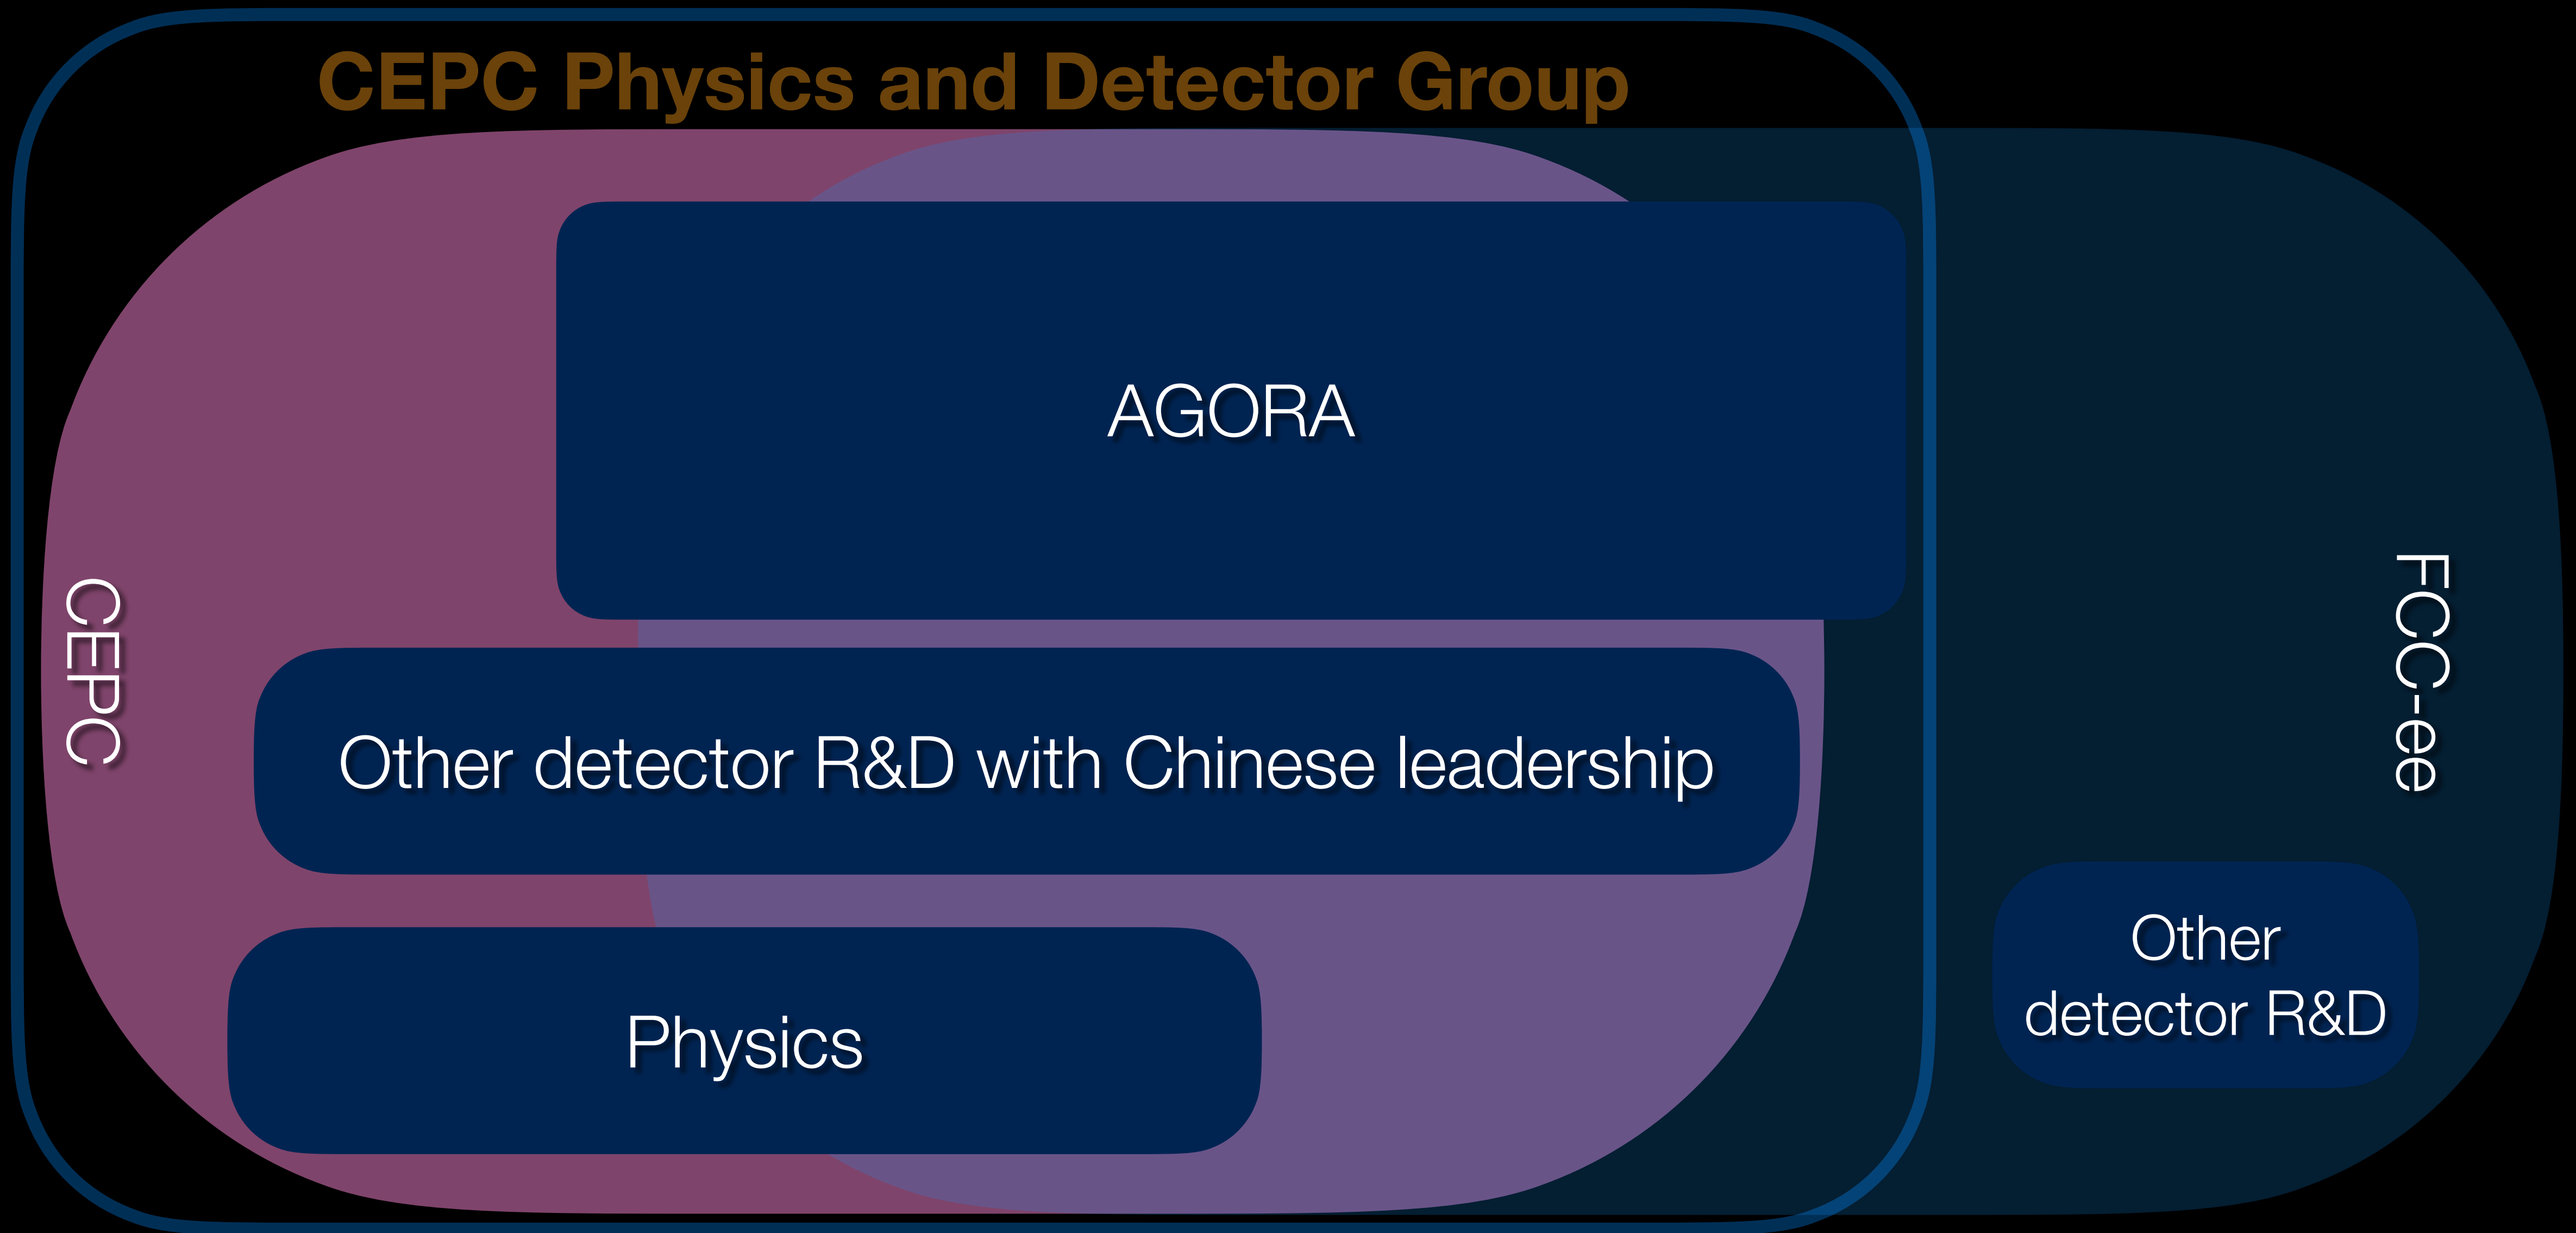 CEPC Physics and Detector Group
AGORA
CEPC
FCC-ee
Other detector R&D with Chinese leadership
Other
detector R&D
Physics